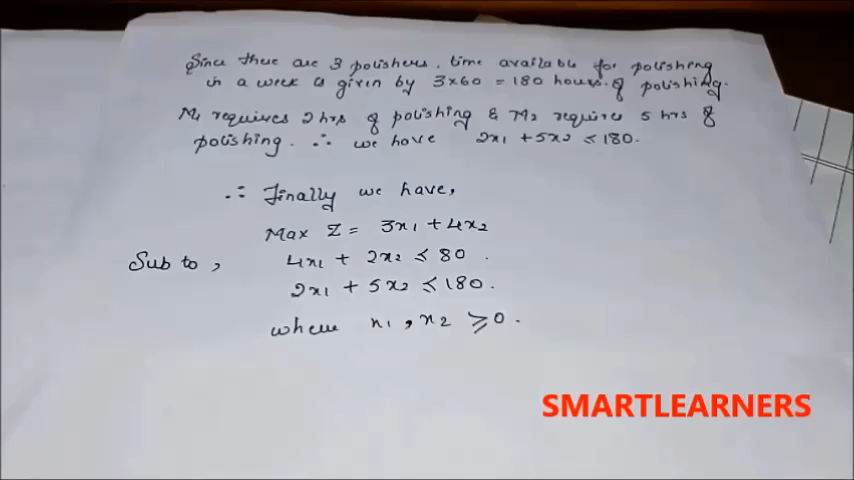 Since there are 3 polishers, time available for polishing
in a week is given by 3x60 = 180 hours of polishing.
M1 requires 2 hrs of polishing & M2 requires 5 hrs of
polishing. ∴ we have 2x1 + 5x2 ≤ 180.
∴ Finally we have,
Max Z = 3x1 + 4x2
Sub to, 4x1 + 2x2 ≤ 80.
2x1 + 5x2 ≤ 180.
where x1, x2 ≥ 0.
SMARTLEARNERS